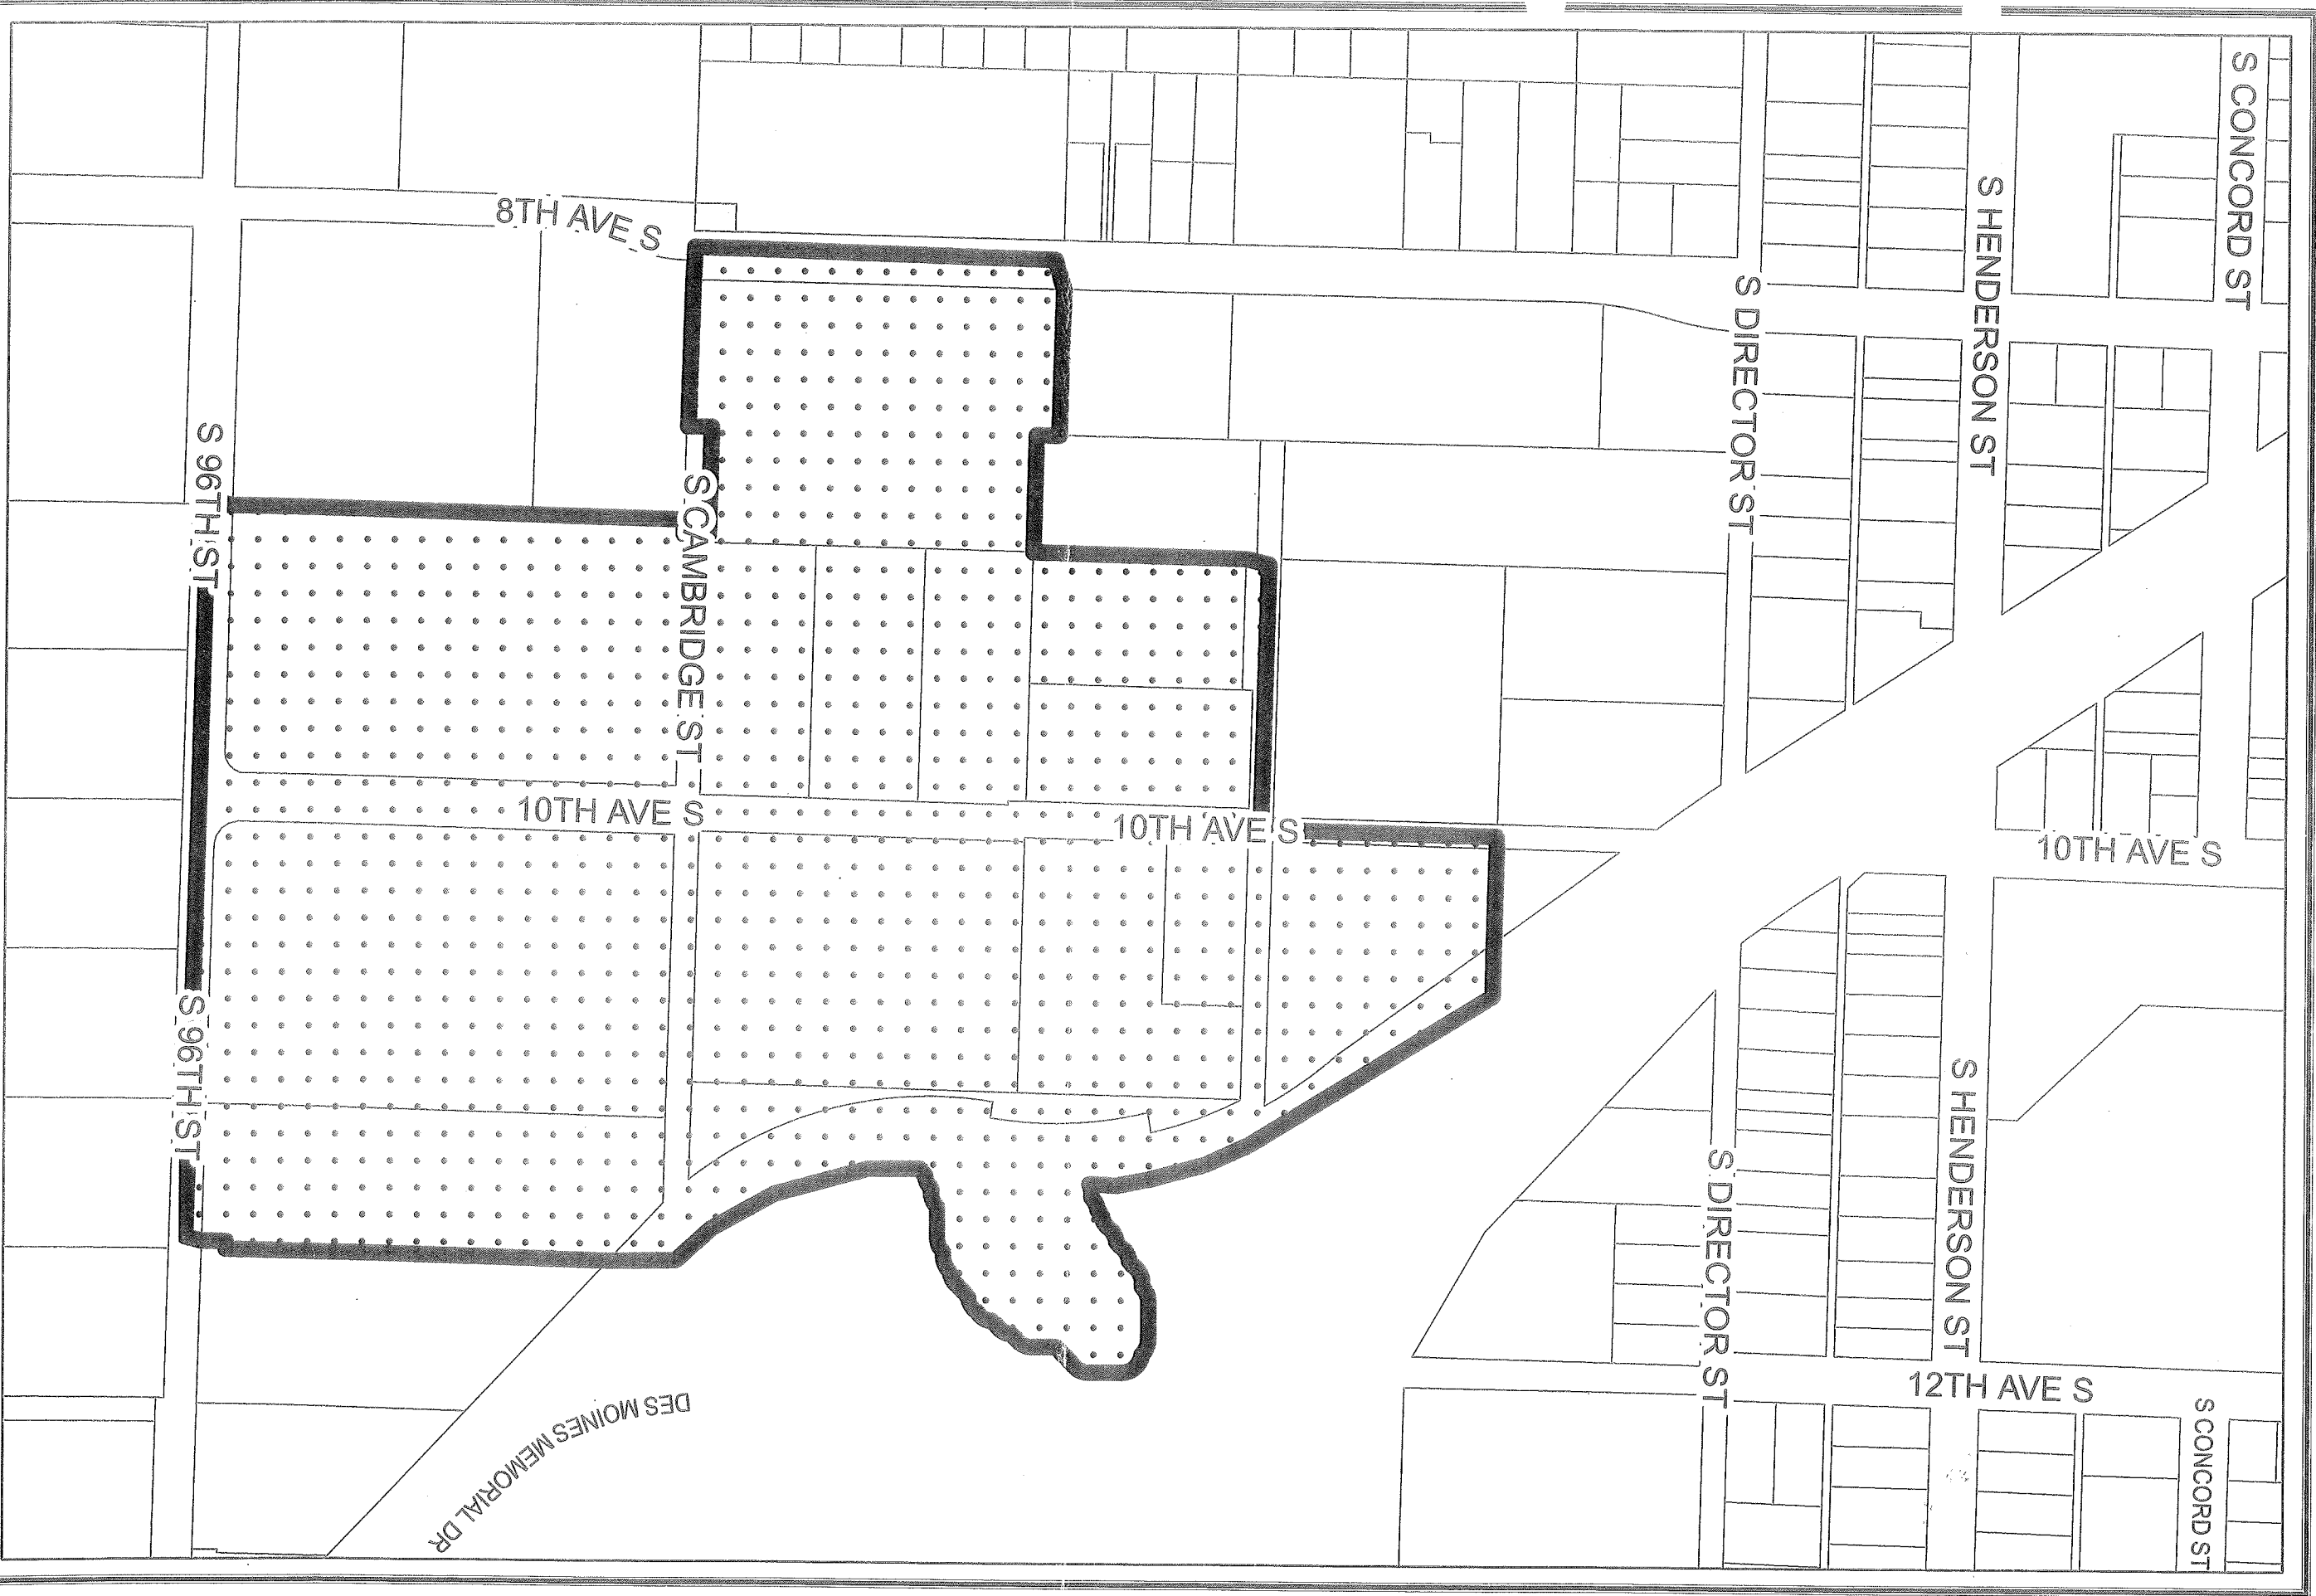 S CONCORD ST
S HENDERSON ST
8TH AVE S
S DIRECTOR ST
S 96TH ST
S CAMBRIDGE ST
10TH AVE S
10TH AVE S
10TH AVE S
S 96TH ST
S HENDERSON ST
S DIRECTOR ST
12TH AVE S
S CONCORD ST
DES MOINES MEMORIAL DR